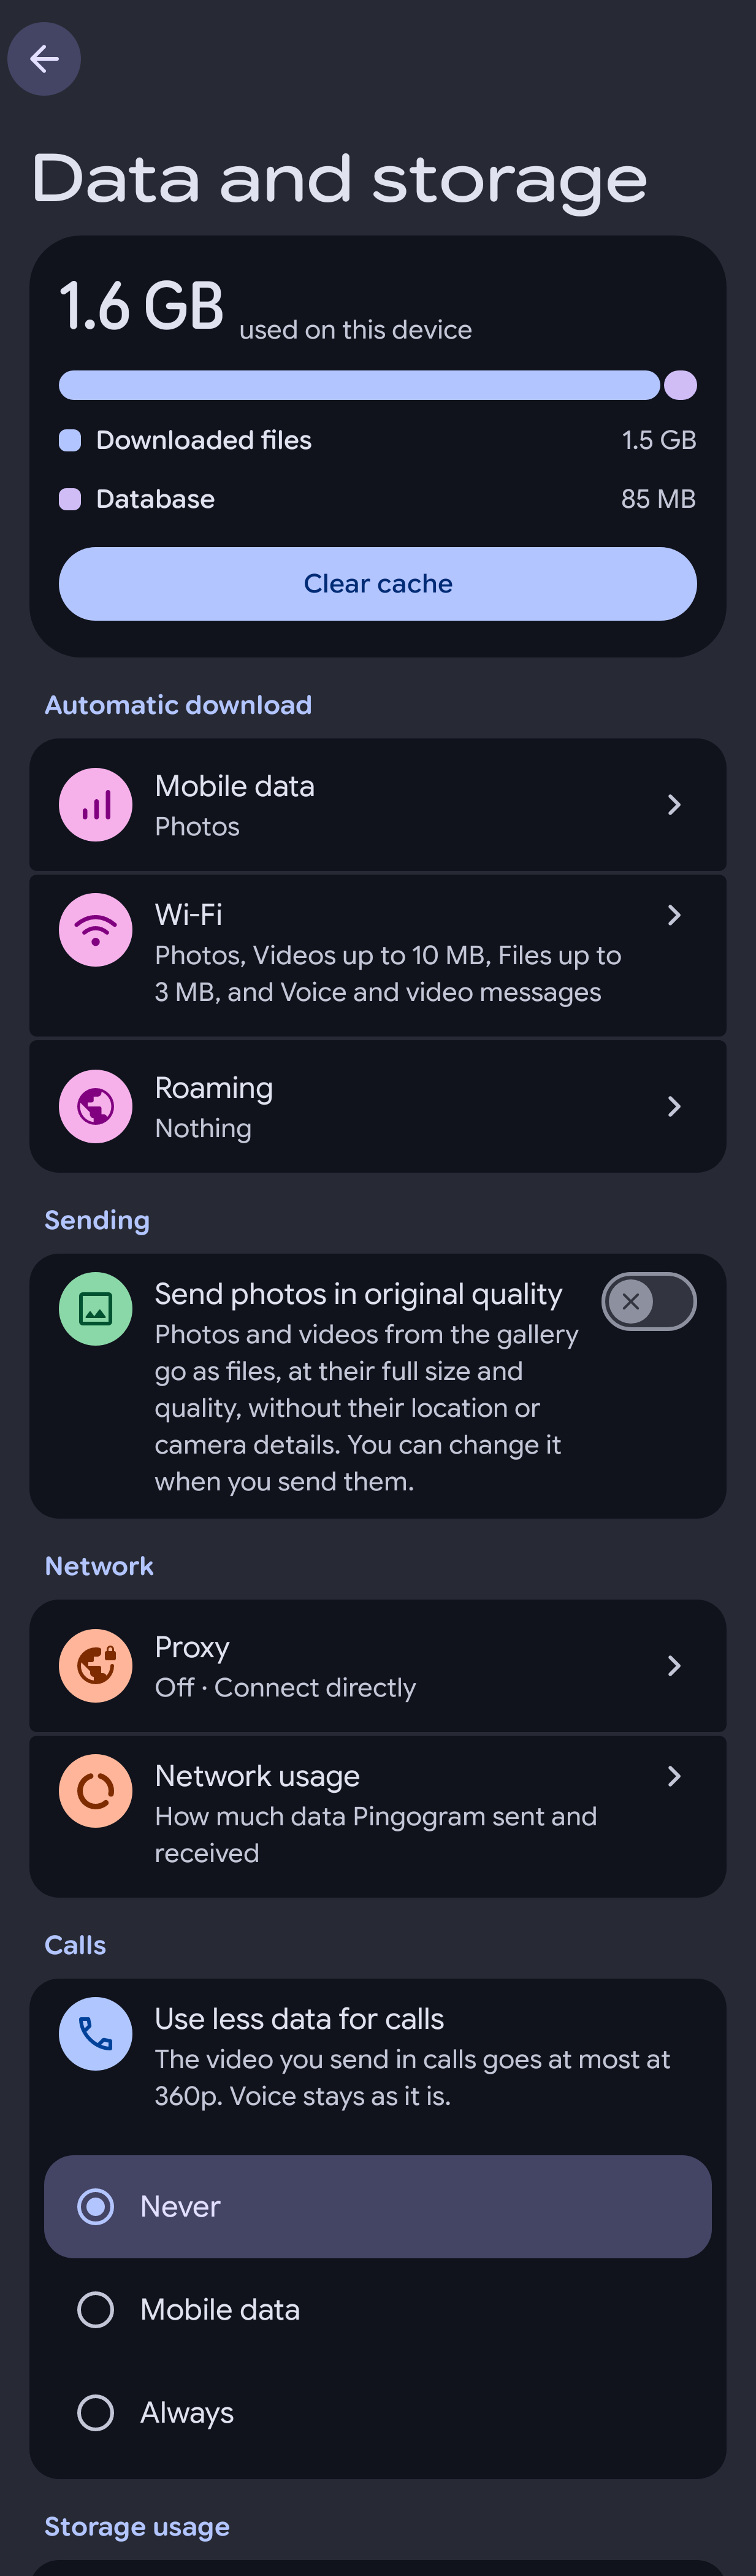 Data and storage
1.6 GB used on this device
Downloaded files 1.5 GB
Database 85 MB
Clear cache
Automatic download
Mobile data
Photos
Wi-Fi
Photos, Videos up to 10 MB, Files up to
3 MB, and Voice and video messages
Roaming
Nothing
Sending
Send photos in original quality
Photos and videos from the gallery
go as files, at their full size and
quality, without their location or
camera details. You can change it
when you send them.
Network
Proxy
Off · Connect directly
Network usage
How much data Pingogram sent and
received
Calls
Use less data for calls
The video you send in calls goes at most at
360p. Voice stays as it is.
Never
Mobile data
Always
Storage usage